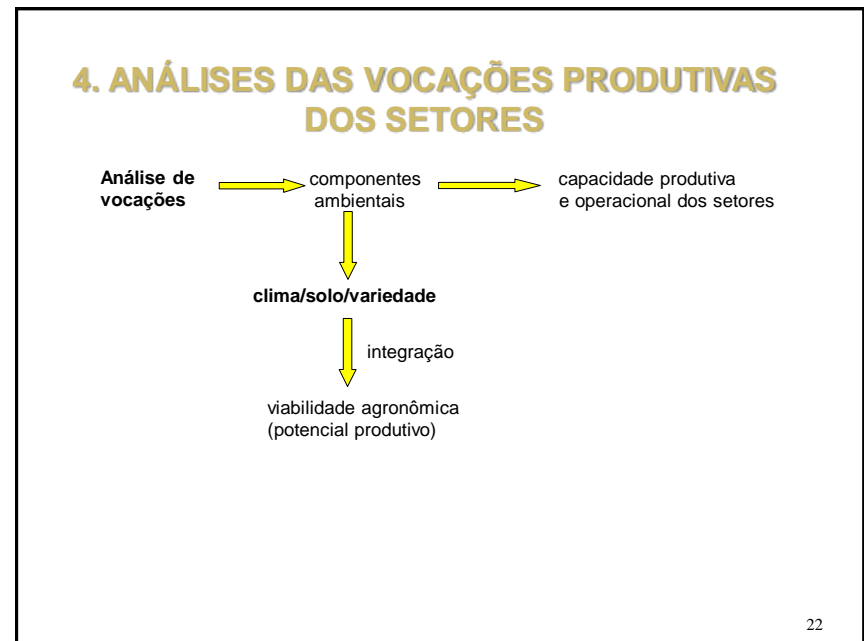 4. ANÁLISES DAS VOCAÇÕES PRODUTIVAS
DOS SETORES
Análise de
vocações
componentes
ambientais
capacidade produtiva
e operacional dos setores
clima/solo/variedade
integração
viabilidade agronômica
(potencial produtivo)
22